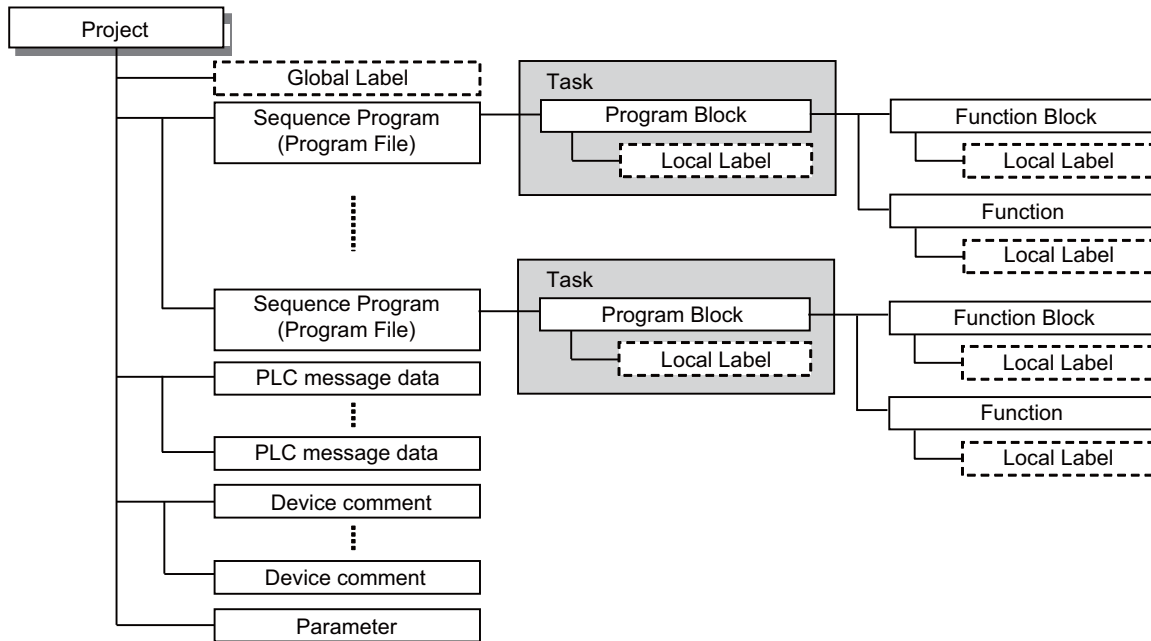 Project
Global Label
Sequence Program
(Program File)
Task
Program Block
Local Label
Function Block
Local Label
Function
Local Label
Sequence Program
(Program File)
Task
Program Block
Local Label
Function Block
Local Label
Function
Local Label
PLC message data
PLC message data
Device comment
Device comment
Parameter